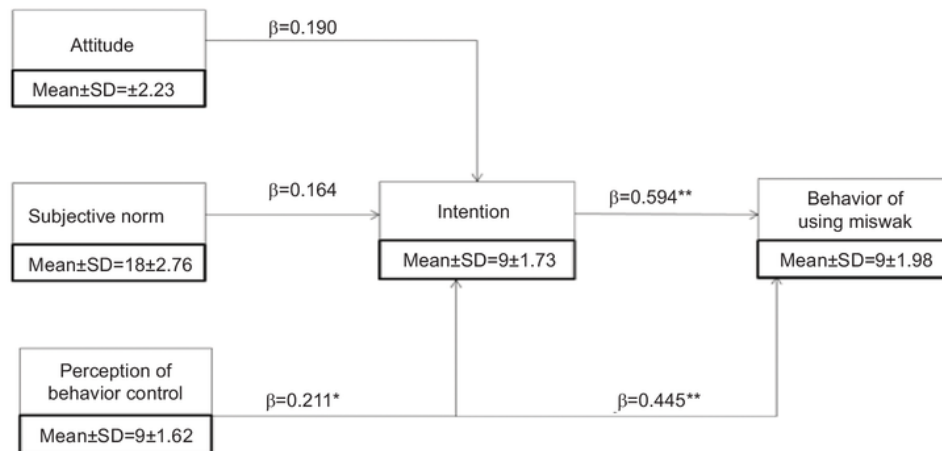 β=0.190
Attitude
Mean±SD=±2.23
β=0.164
Subjective norm
Mean±SD=18±2.76
Intention
Mean±SD=9±1.73
β=0.594**
Behavior of
using miswak
Mean±SD=9±1.98
Perception of
behavior control
Mean±SD=9±1.62
β=0.211*
β=0.445**